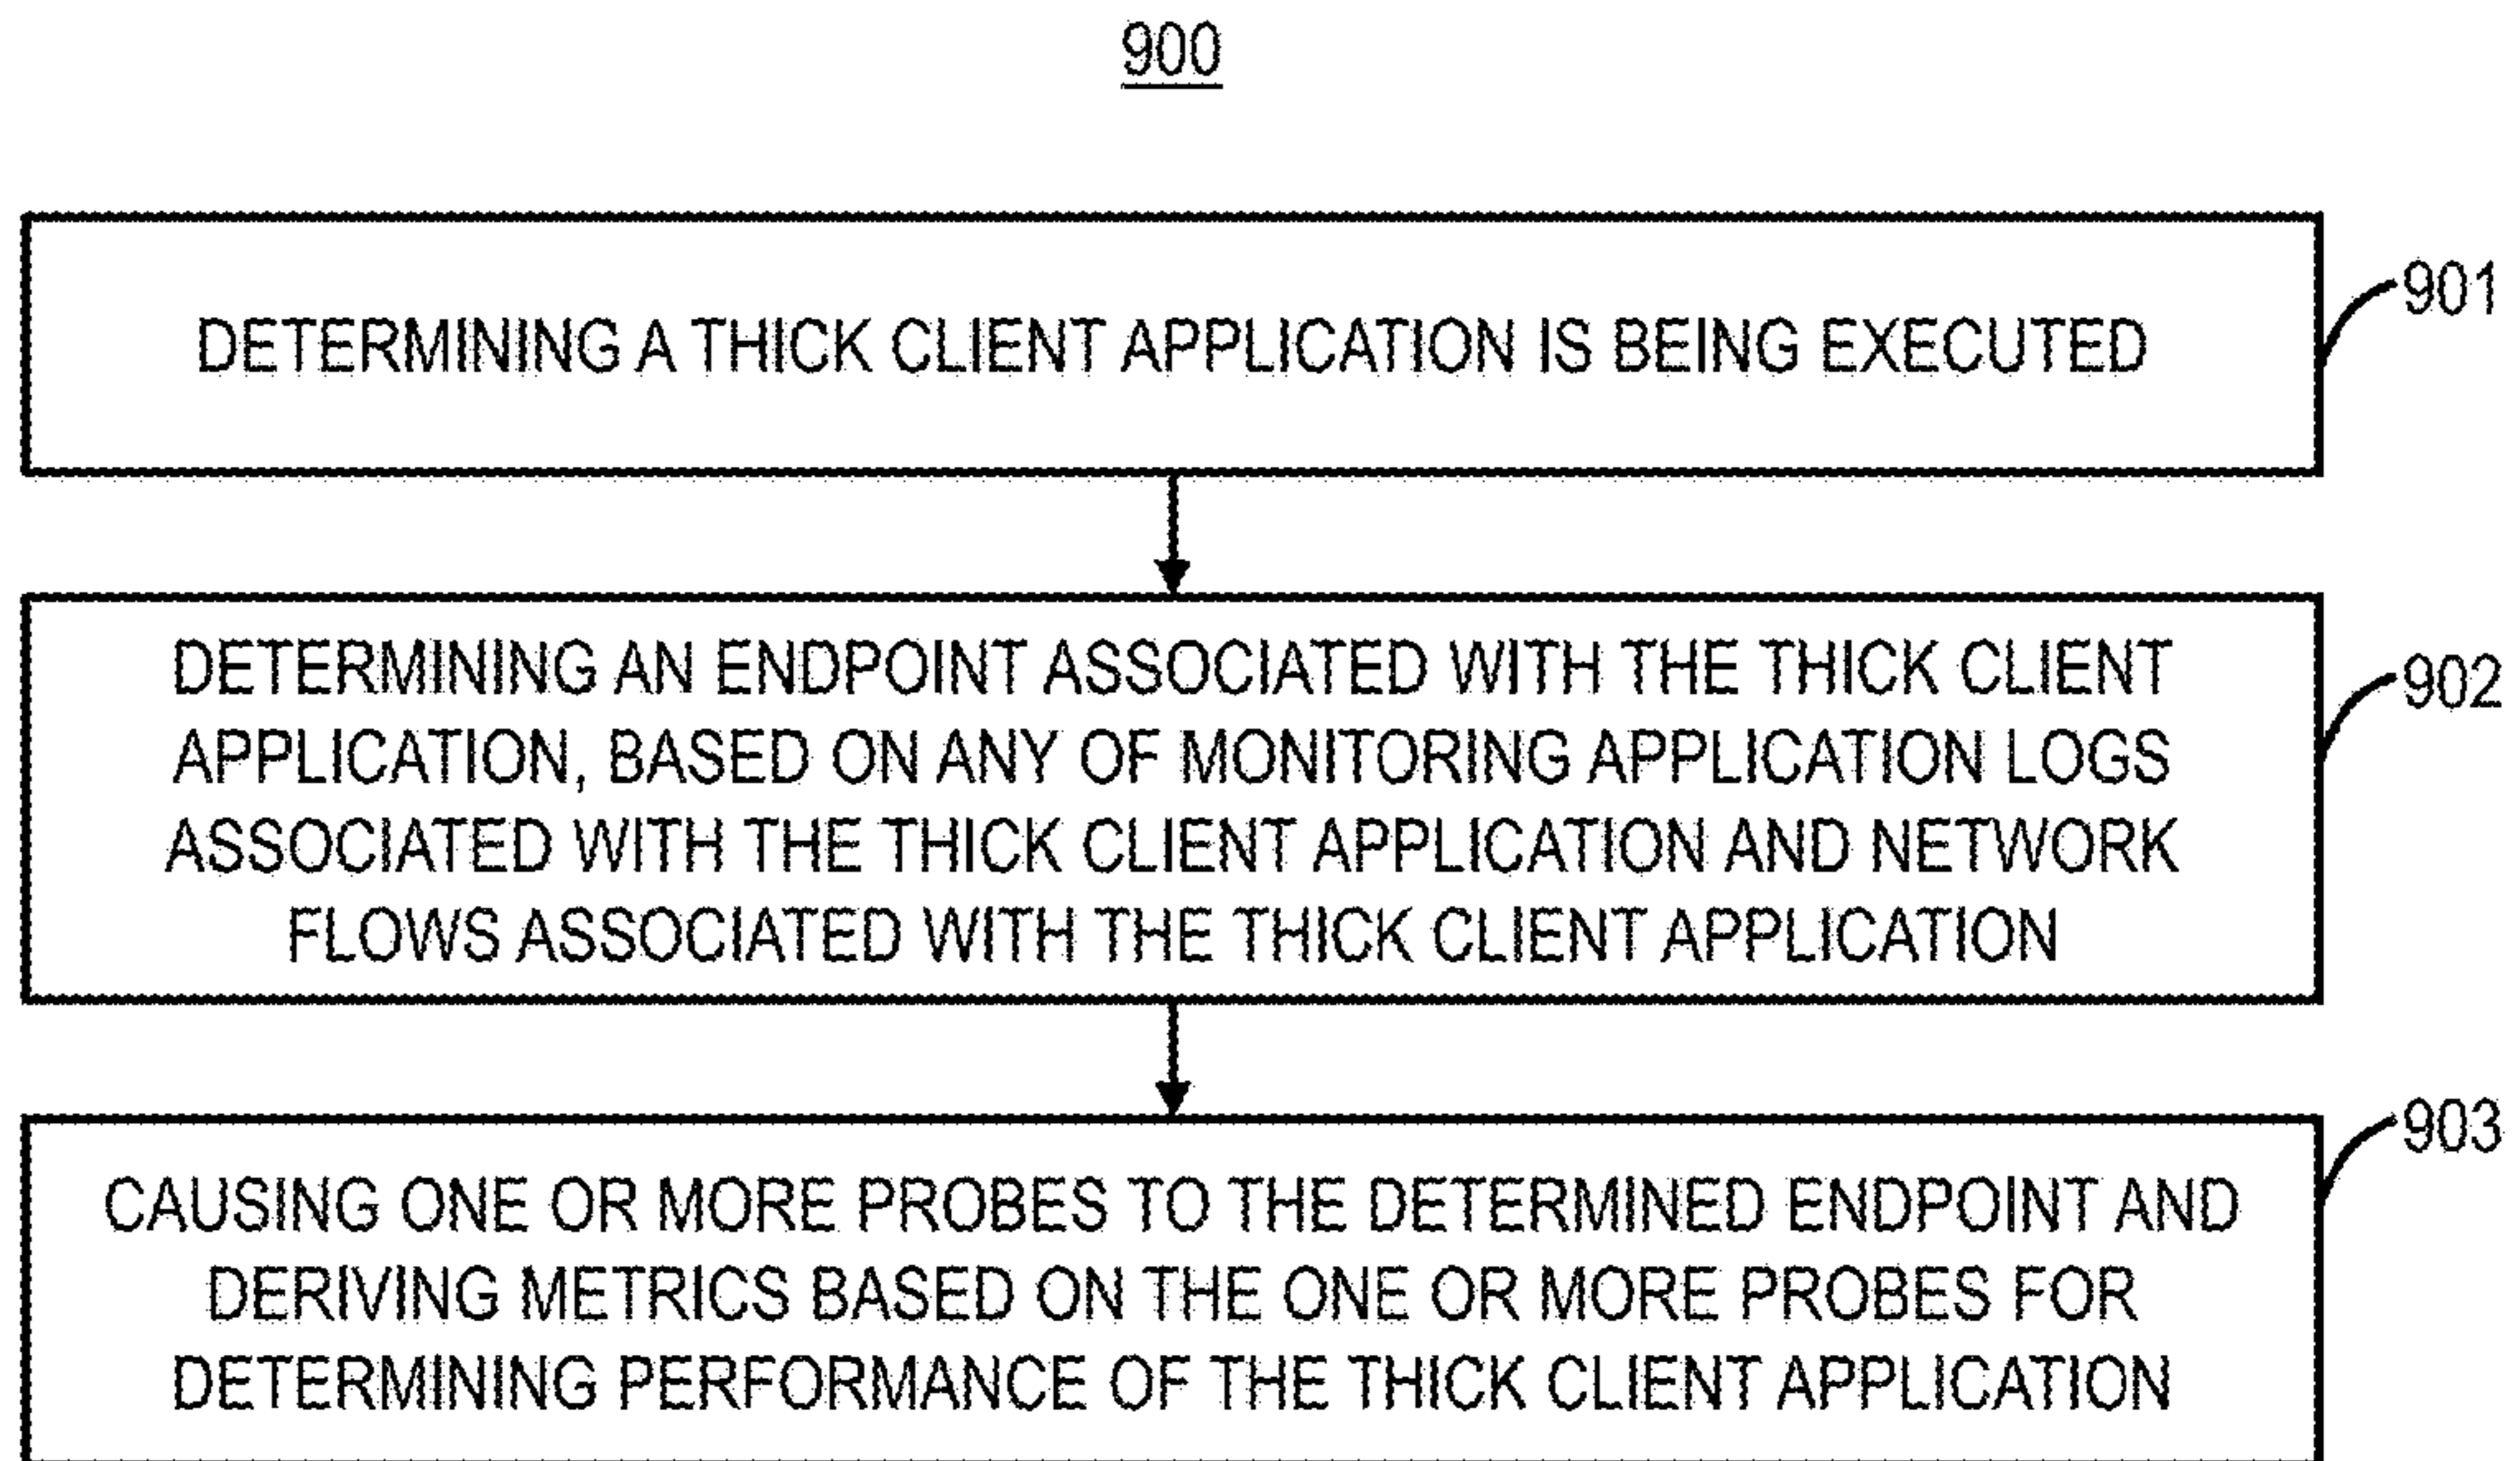 900
DETERMINING A THICK CLIENT APPLICATION IS BEING EXECUTED
901
DETERMINING AN ENDPOINT ASSOCIATED WITH THE THICK CLIENT
APPLICATION, BASED ON ANY OF MONITORING APPLICATION LOGS
ASSOCIATED WITH THE THICK CLIENT APPLICATION AND NETWORK
FLOWS ASSOCIATED WITH THE THICK CLIENT APPLICATION
902
CAUSING ONE OR MORE PROBES TO THE DETERMINED ENDPOINT AND
DERIVING METRICS BASED ON THE ONE OR MORE PROBES FOR
DETERMINING PERFORMANCE OF THE THICK CLIENT APPLICATION
903